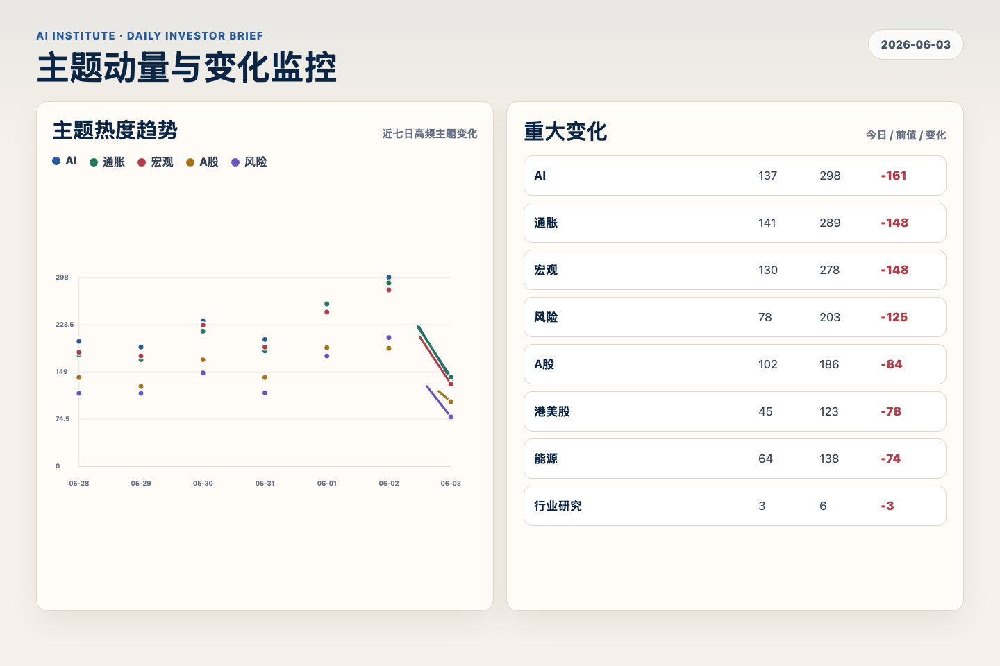 AI INSTITUTE · DAILY INVESTOR BRIEF
主题动量与变化监控
2026-06-03
主题热度趋势
近七日高频主题变化
AI 通胀 宏观 A股 风险
298
223.5
149
74.5
0
05-28 05-29 05-30 05-31 06-01 06-02 06-03
重大变化
今日 / 前值 / 变化
AI 137 298 -161
通胀 141 289 -148
宏观 130 278 -148
风险 78 203 -125
A股 102 186 -84
港美股 45 123 -78
能源 64 138 -74
行业研究 3 6 -3